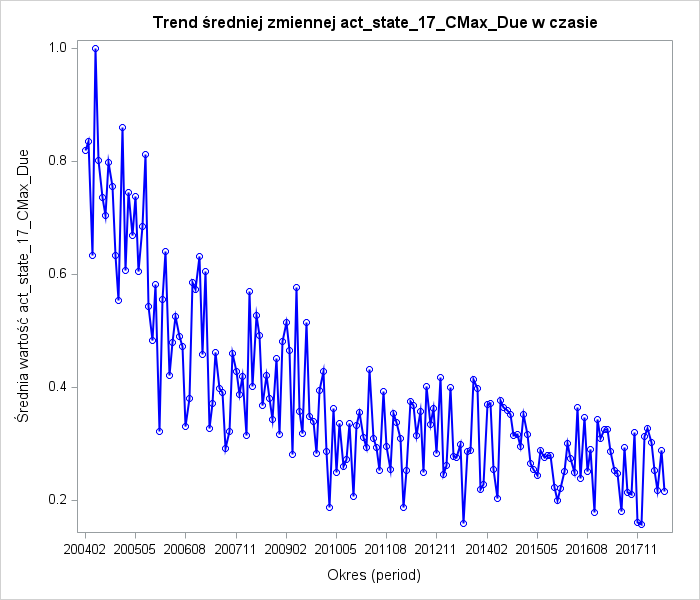 Trend średniej zmiennej act_state_17_CMax_Due w czasie
Średnia wartość act_state_17_CMax_Due
1.0
0.8
0.6
0.4
0.2
200402 200505 200608 200711 200902 201005 201108 201211 201402 201505 201608 201711
Okres (period)